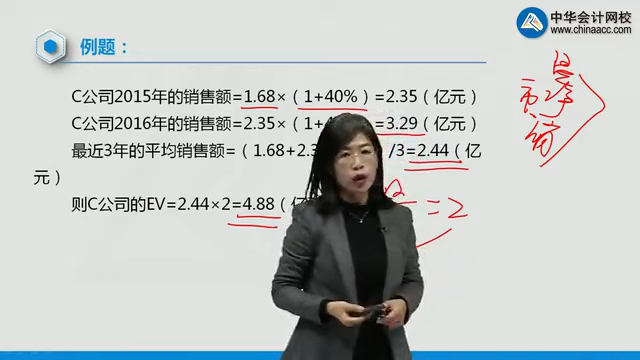 例题：
中华会计网校
www.chinaacc.com
C公司2015年的销售额=1.68×（1+40%）=2.35（亿元）
C公司2016年的销售额=2.35×（1+4 =3.29（亿元）
最近3年的平均销售额=（1.68+2.3 /3=2.44（亿
元）
则C公司的EV=2.44×2=4.88（亿
=2